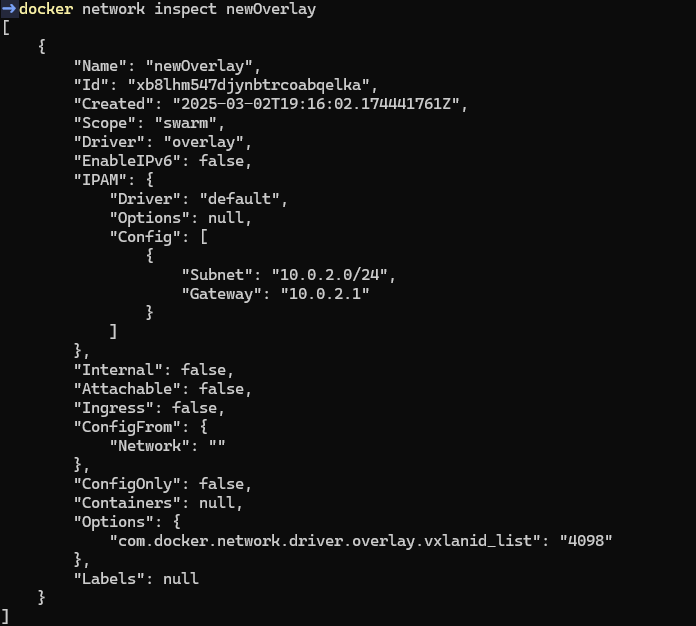 →docker network inspect newOverlay
[
    {
        "Name": "newOverlay",
        "Id": "xb8lhm547djynbtrcoabqelka",
        "Created": "2025-03-02T19:16:02.174441761Z",
        "Scope": "swarm",
        "Driver": "overlay",
        "EnableIPv6": false,
        "IPAM": {
            "Driver": "default",
            "Options": null,
            "Config": [
                {
                    "Subnet": "10.0.2.0/24",
                    "Gateway": "10.0.2.1"
                }
            ]
        },
        "Internal": false,
        "Attachable": false,
        "Ingress": false,
        "ConfigFrom": {
            "Network": ""
        },
        "ConfigOnly": false,
        "Containers": null,
        "Options": {
            "com.docker.network.driver.overlay.vxlanid_list": "4098"
        },
        "Labels": null
    }
]